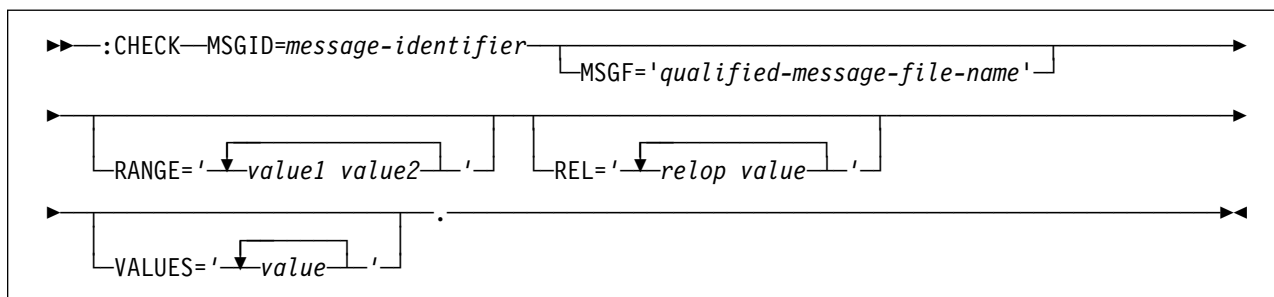 :CHECK MSGID=message-identifier
MSGF='qualified-message-file-name'
RANGE=' value1 value2 '
REL=' relop value '
.
VALUES=' value '